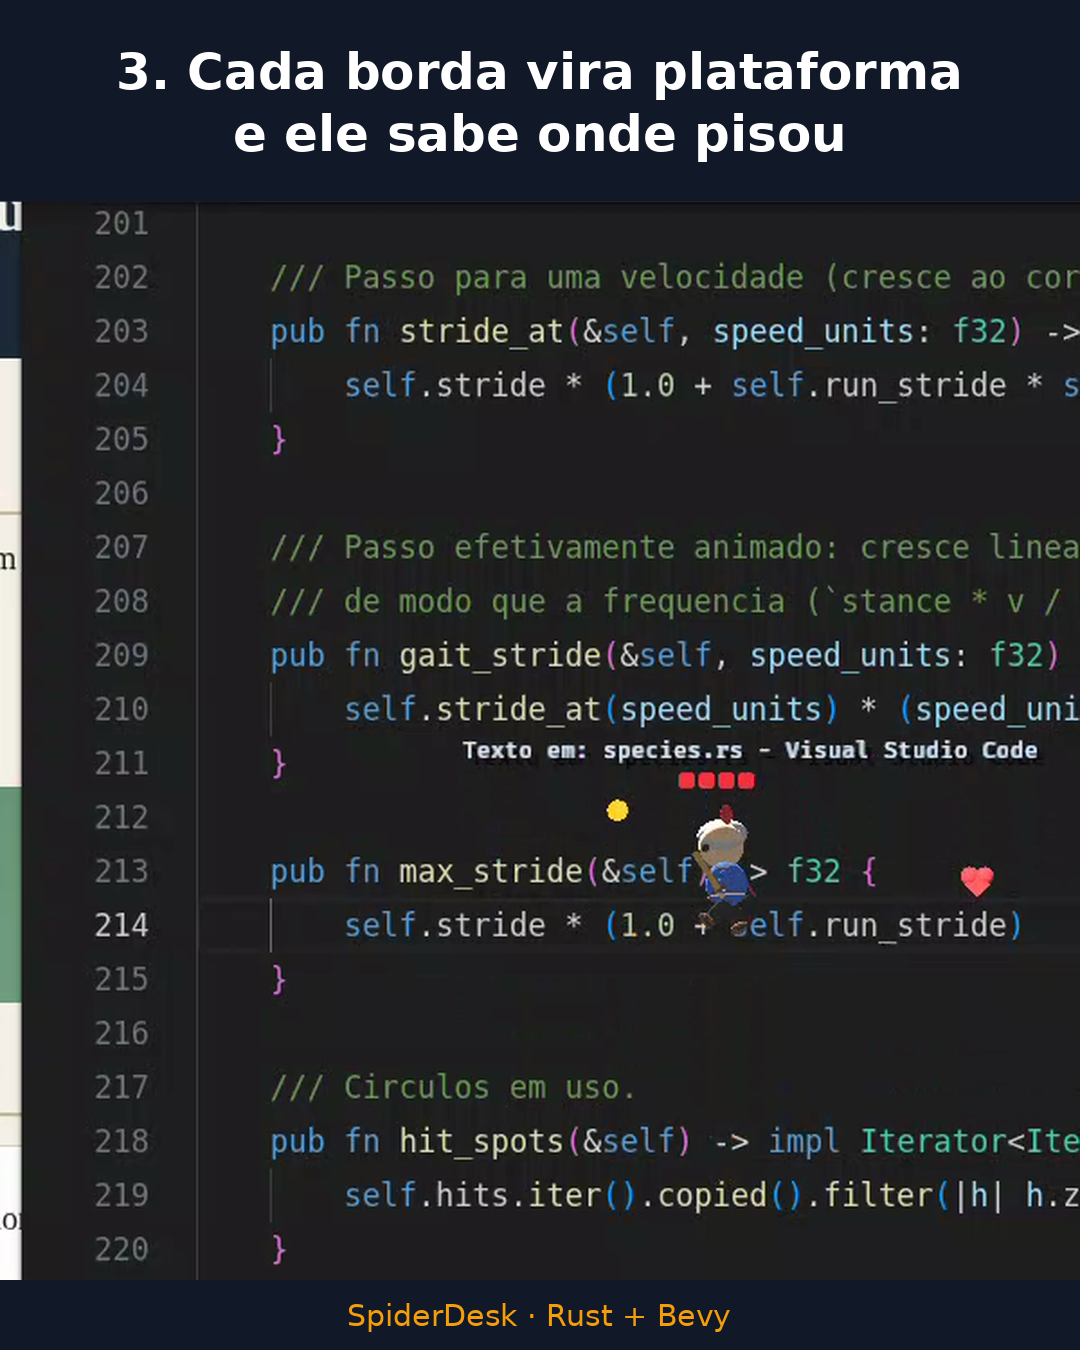 3. Cada borda vira plataforma
e ele sabe onde pisou
u
201
202 /// Passo para uma velocidade (cresce ao cor
203 pub fn stride_at(&self, speed_units: f32) ->
204 self.stride * (1.0 + self.run_stride * s
205 }
206
m
207 /// Passo efetivamente animado: cresce linea
208 /// de modo que a frequencia (`stance * v /
209 pub fn gait_stride(&self, speed_units: f32)
210 self.stride_at(speed_units) * (speed_uni
Texto em: species.rs - Visual Studio Code
211 }
212
213 pub fn max_stride(&self > f32 {
214 self.stride * (1.0 + self.run_stride)
215 }
216
217 /// Circulos em uso.
218 pub fn hit_spots(&self) -> impl Iterator<Ite
219 self.hits.iter().copied().filter(|h| h.z
220 }
SpiderDesk · Rust + Bevy